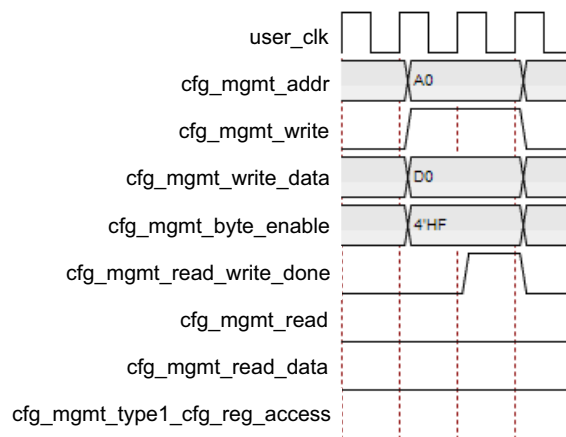 user_clk
cfg_mgmt_addr A0
cfg_mgmt_write
cfg_mgmt_write_data D0
cfg_mgmt_byte_enable 4'HF
cfg_mgmt_read_write_done
cfg_mgmt_read
cfg_mgmt_read_data
cfg_mgmt_type1_cfg_reg_access